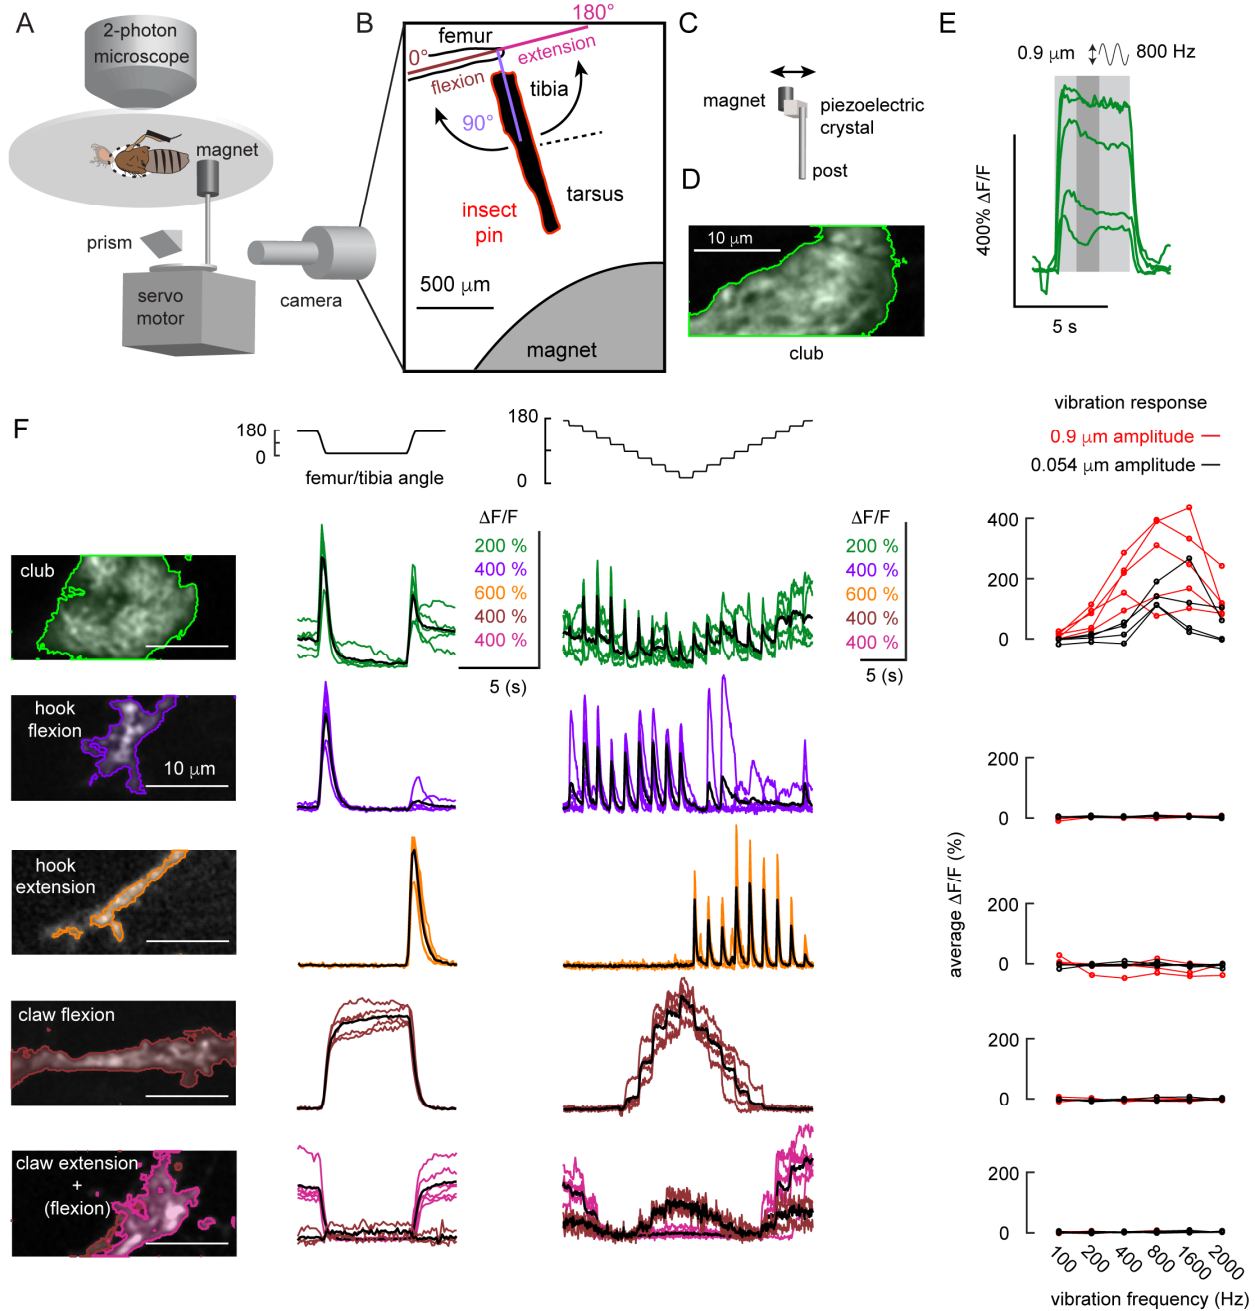 A
2-photon
microscope
magnet
prism
servo
motor
camera
B
180°
femur
0°
extension
flexion
tibia
90°
tarsus
insect
pin
500 μm
magnet
C
magnet
piezoelectric
crystal
post
D
10 μm
club
E
0.9 μm
800 Hz
400% ΔF/F
5 s
F
180
0
femur/tibia angle
180
0
vibration response
0.9 μm amplitude
0.054 μm amplitude
ΔF/F
200 %
400 %
600 %
400 %
400 %
5 (s)
ΔF/F
200 %
400 %
600 %
400 %
400 %
5 (s)
club
400
200
0
hook
flexion
10 μm
200
0
hook
extension
200
0
average ΔF/F (%)
claw flexion
200
0
claw extension
+
(flexion)
200
0
100
200
400
800
1600
2000
vibration frequency (Hz)